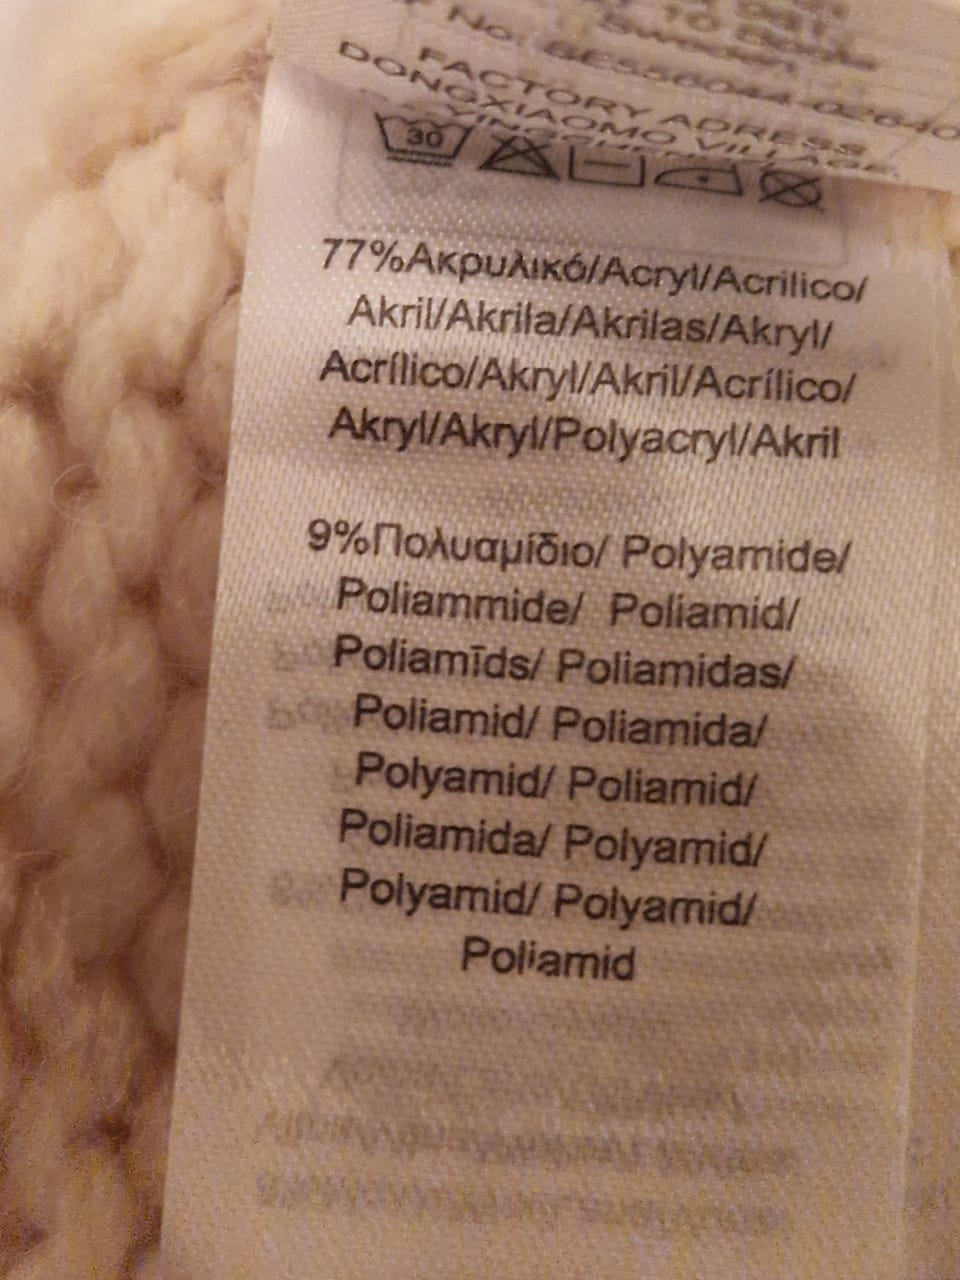 FACTORY ADRESS
DONGXIAOMO VILLAGE,
30
77%Ακρυλικό/Acryl/Acrilico/
Akril/Akrila/Akrilas/Akryl/
Acrílico/Akryl/Akril/Acrílico/
Akryl/Akryl/Polyacryl/Akril
9%Πολυαμίδιο/ Polyamide/
Poliammide/ Poliamid/
Poliamīds/ Poliamidas/
Poliamid/ Poliamida/
Polyamid/ Poliamid/
Poliamida/ Polyamid/
Polyamid/ Polyamid/
Poliamid